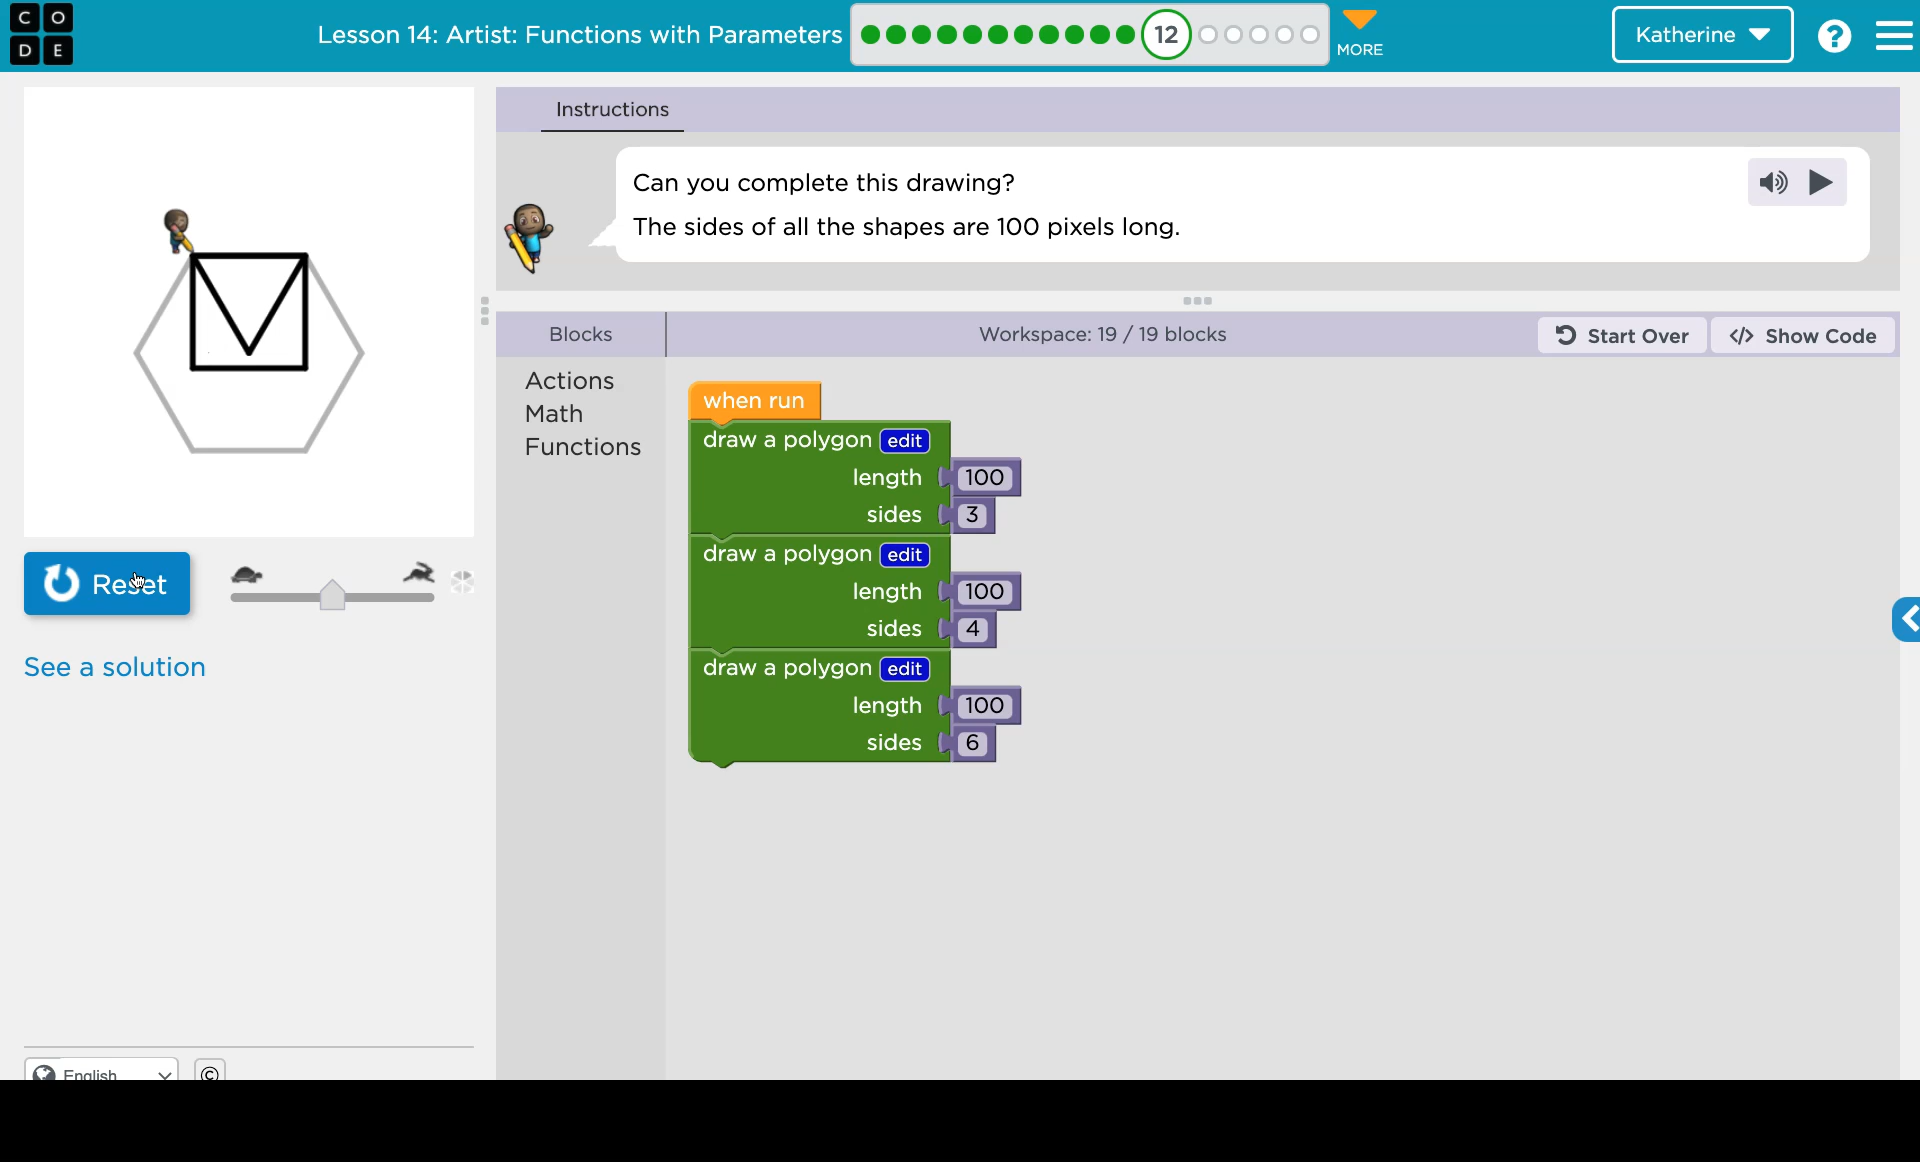 C O
D E
Lesson 14: Artist: Functions with Parameters
12
MORE
Katherine
?
Instructions
Can you complete this drawing?
The sides of all the shapes are 100 pixels long.
Blocks
Workspace: 19 / 19 blocks
Start Over
</> Show Code
Actions
Math
Functions
when run
draw a polygon edit
length 100
sides 3
draw a polygon edit
length 100
sides 4
draw a polygon edit
length 100
sides 6
Reset
See a solution
English
©